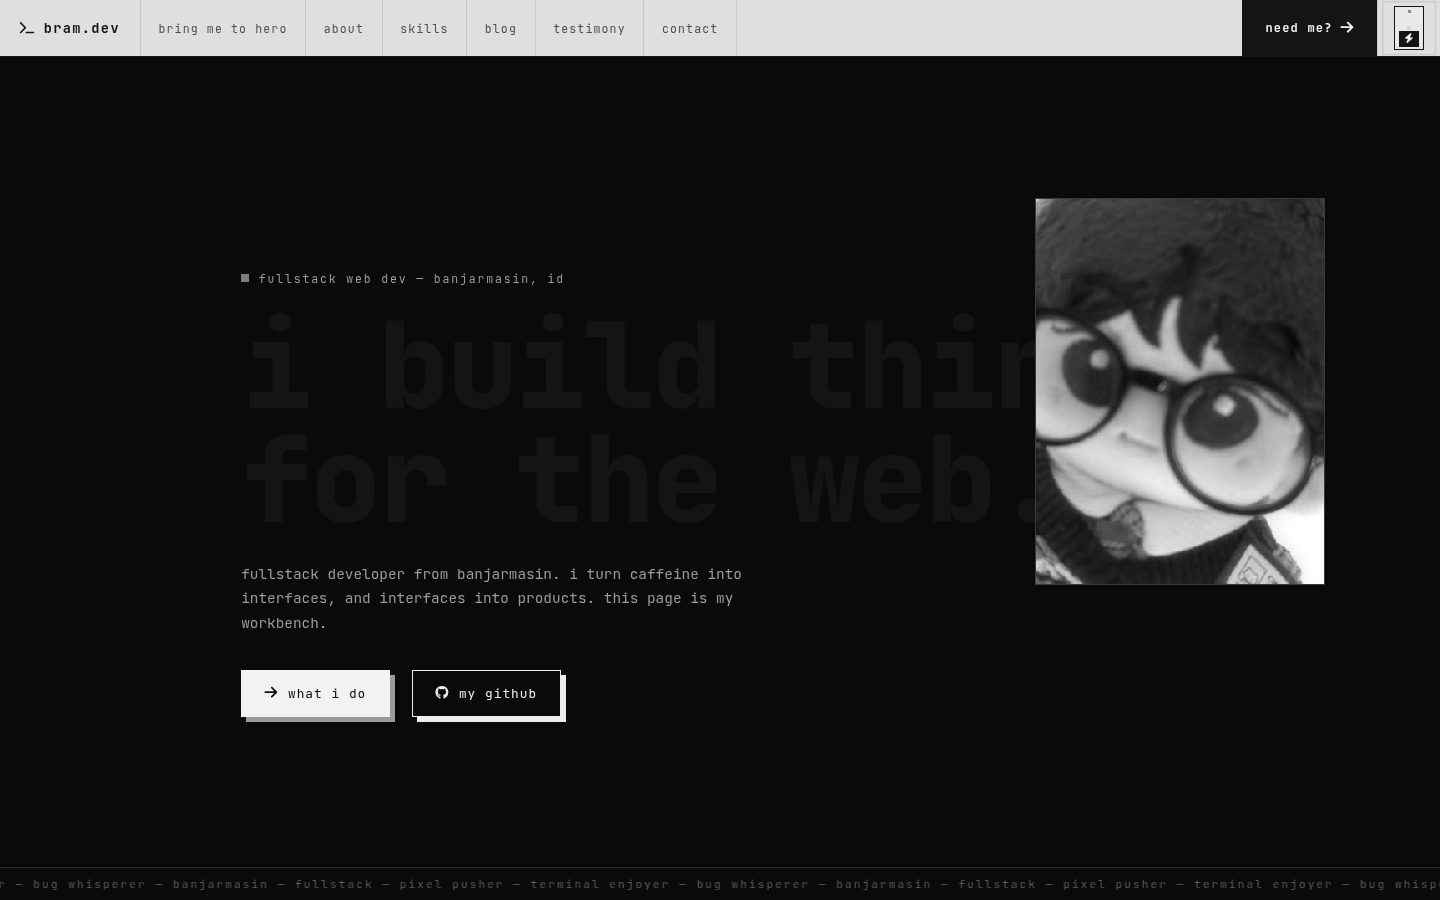 bram.dev
bring me to hero
about
skills
blog
testimony
contact
need me?
fullstack web dev — banjarmasin, id
i build thin
for the web.
fullstack developer from banjarmasin. i turn caffeine into
interfaces, and interfaces into products. this page is my
workbench.
what i do
my github
r — bug whisperer — banjarmasin — fullstack — pixel pusher — terminal enjoyer — bug whisperer — banjarmasin — fullstack — pixel pusher — terminal enjoyer — bug whisp